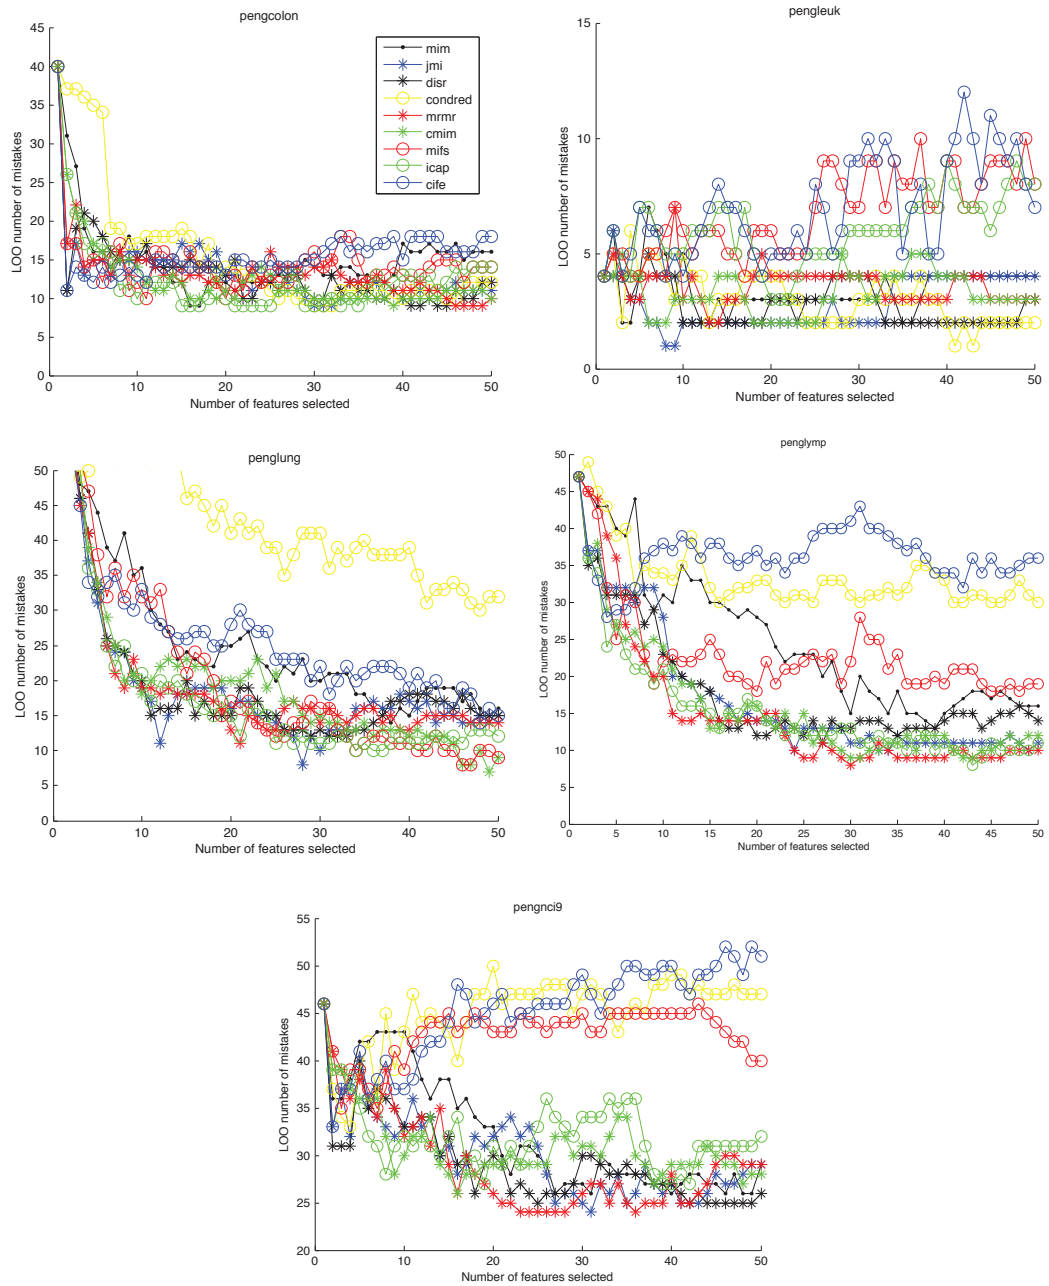 pengcolon
45
40
35
30
25
20
15
10
5
0
LOO number of mistakes
0 10 20 30 40 50
Number of features selected
mim
jmi
disr
condred
mrmr
cmim
mifs
icap
cife
pengleuk
15
10
5
0
LOO number of mistakes
0 10 20 30 40 50
Number of features selected
penglung
50
45
40
35
30
25
20
15
10
5
0
LOO number of mistakes
0 10 20 30 40 50
Number of features selected
penglymp
50
45
40
35
30
25
20
15
10
5
0
LOO number of mistakes
0 5 10 15 20 25 30 35 40 45 50
Number of features selected
pengnci9
55
50
45
40
35
30
25
20
LOO number of mistakes
0 10 20 30 40 50
Number of features selected